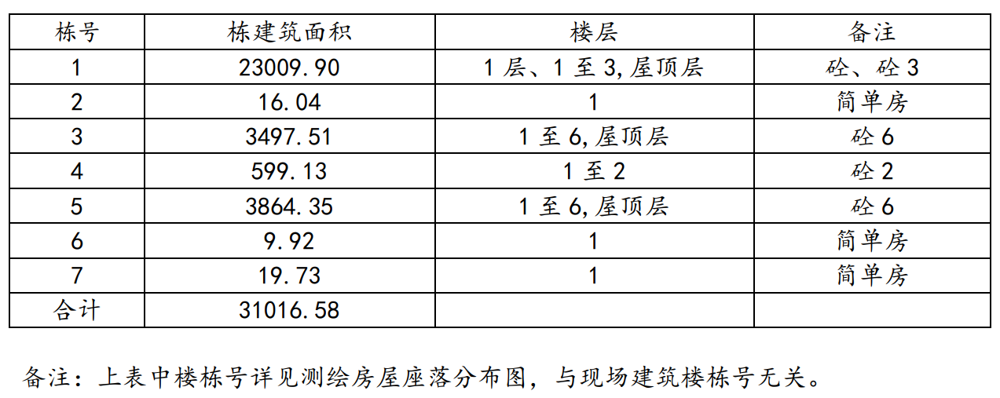 栋号 栋建筑面积 楼层 备注
1 23009.90 1层、1至3,屋顶层 砼、砼3
2 16.04 1 简单房
3 3497.51 1至6,屋顶层 砼6
4 599.13 1至2 砼2
5 3864.35 1至6,屋顶层 砼6
6 9.92 1 简单房
7 19.73 1 简单房
合计 31016.58
备注：上表中楼栋号详见测绘房屋座落分布图，与现场建筑楼栋号无关。